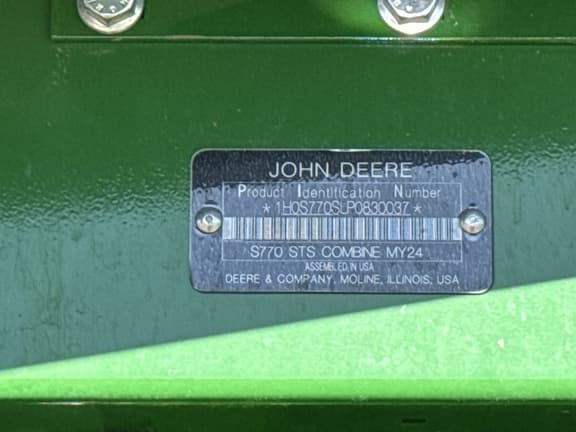 JOHN DEERE
Product Identification Number
* 1H0S770SLP0830037 *
S770 STS COMBINE MY24
ASSEMBLED IN USA
DEERE & COMPANY, MOLINE, ILLINOIS, USA